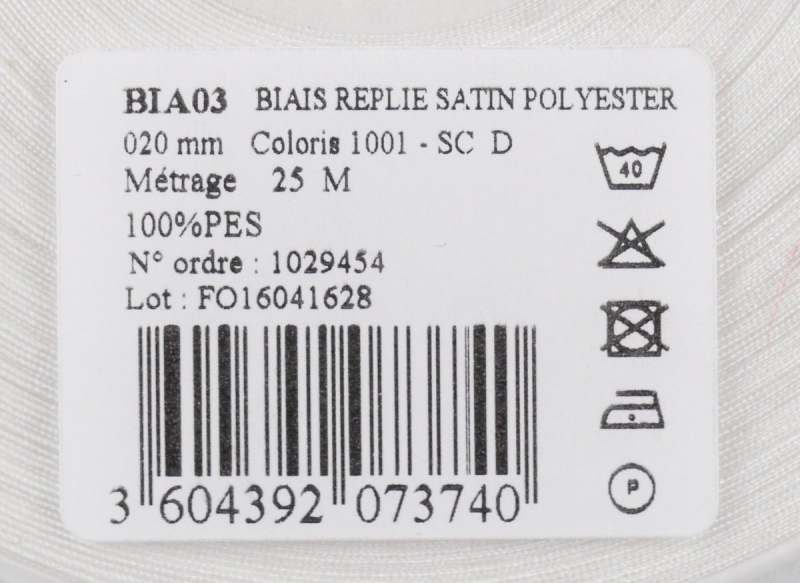 BIA03 BIAIS REPLIE SATIN POLYESTER
020 mm Coloris 1001 - SC D
Métrage 25 M
100%PES
N° ordre : 1029454
Lot : FO16041628
40
P
3 604392 073740